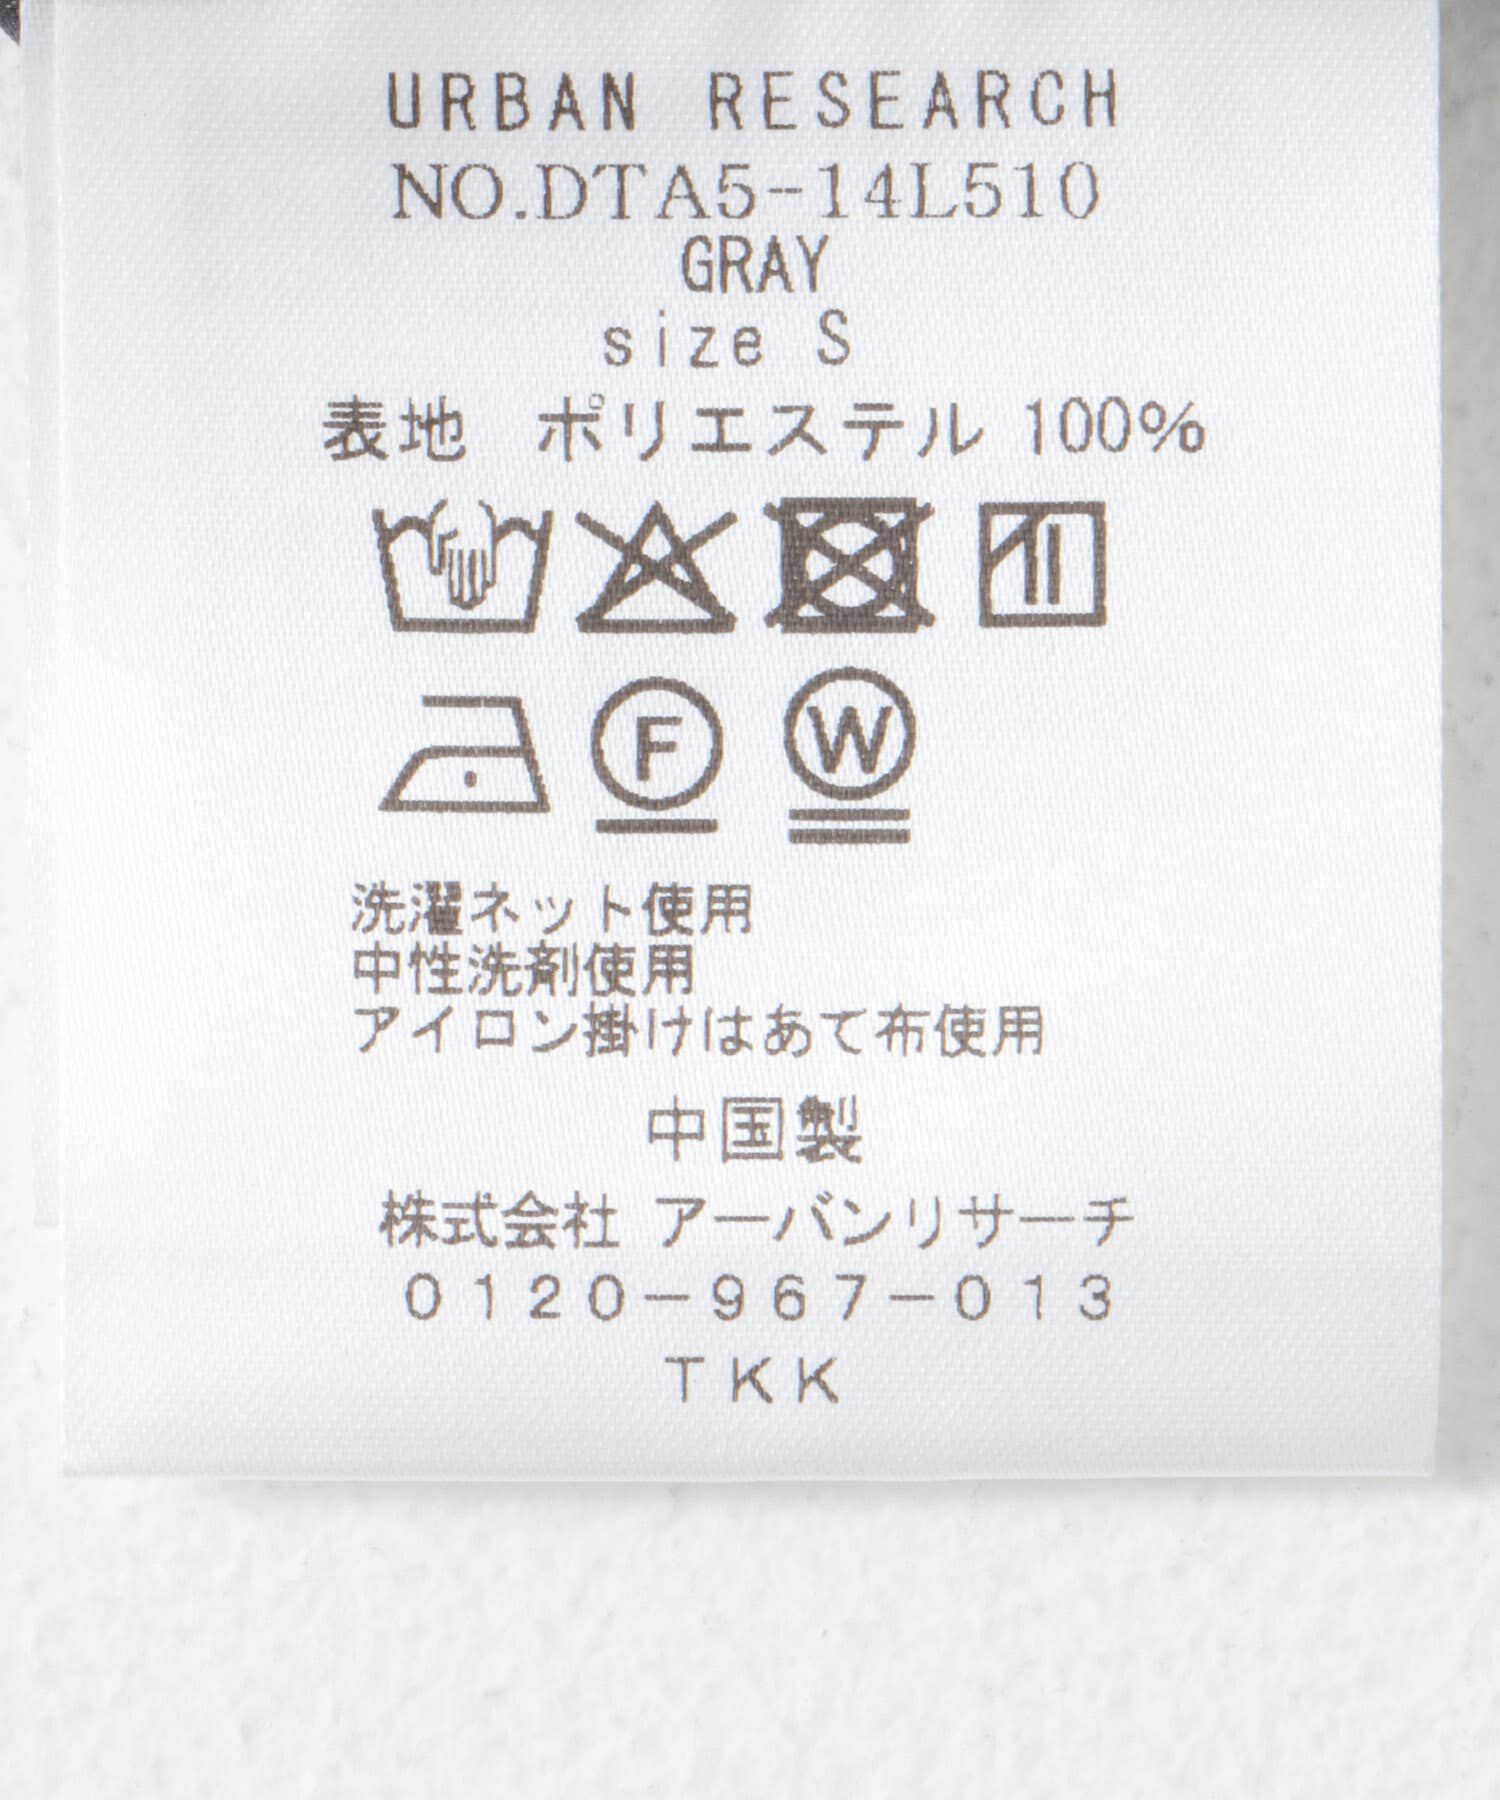 URBAN RESEARCH
NO.DTA5-14L510
GRAY
size S
表地 ポリエステル 100%
F W
洗濯ネット使用
中性洗剤使用
アイロン掛けはあて布使用
中国製
株式会社 アーバンリサーチ
0120-967-013
TKK